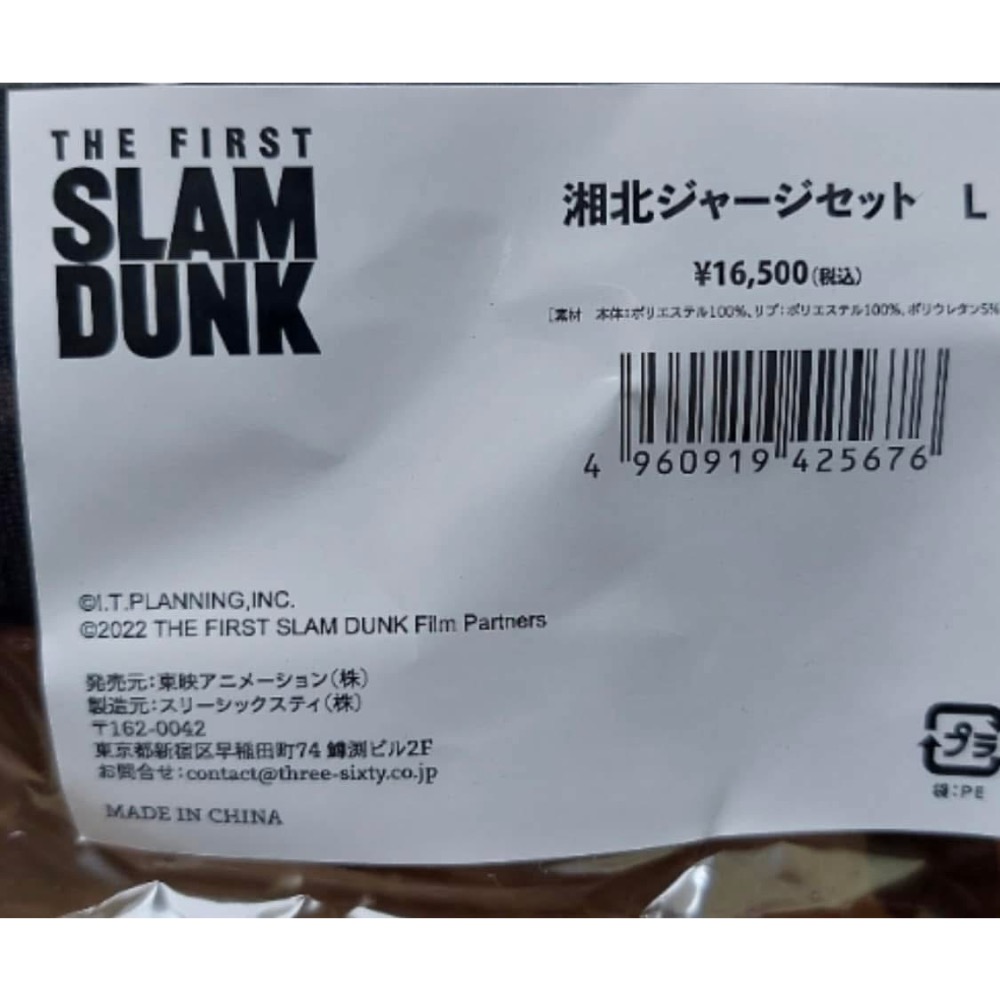 THE FIRST
SLAM
DUNK
湘北ジャージセット L
¥16,500(税込)
[素材 本体:ポリエステル100%、リブ:ポリエステル100%、ポリウレタン5%
4 960919 425676
©I.T.PLANNING,INC.
©2022 THE FIRST SLAM DUNK Film Partners
発売元:東映アニメーション(株)
製造元:スリーシックスティ(株)
〒162-0042
東京都新宿区早稲田町74 鱒渕ビル2F
お問合せ:contact@three-sixty.co.jp
MADE IN CHINA
プラ
袋:PE